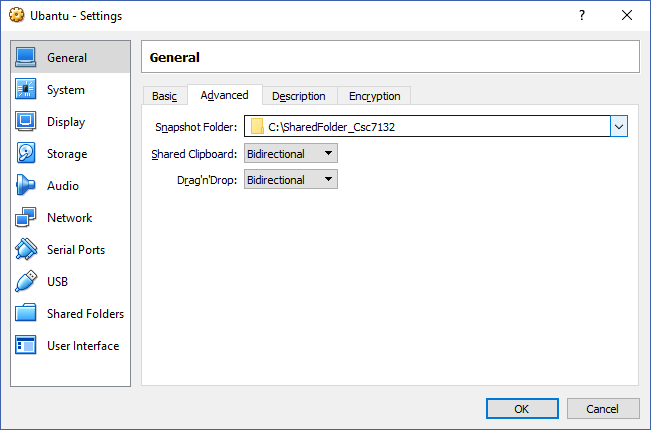 Ubantu - Settings
?
General
System
Display
Storage
Audio
Network
Serial Ports
USB
Shared Folders
User Interface
General
Basic Advanced Description Encryption
Snapshot Folder: C:\SharedFolder_Csc7132
Shared Clipboard: Bidirectional
Drag'n'Drop: Bidirectional
OK Cancel